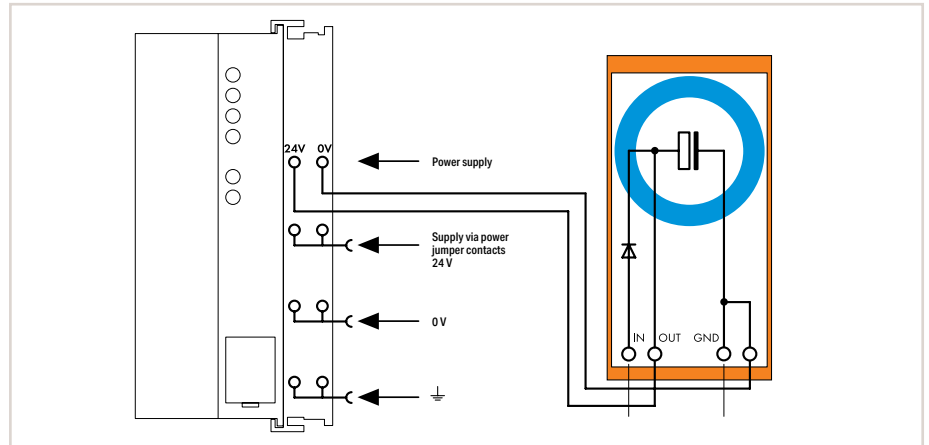 24V 0V
Power supply
Supply via power
jumper contacts
24 V
0 V
IN OUT GND